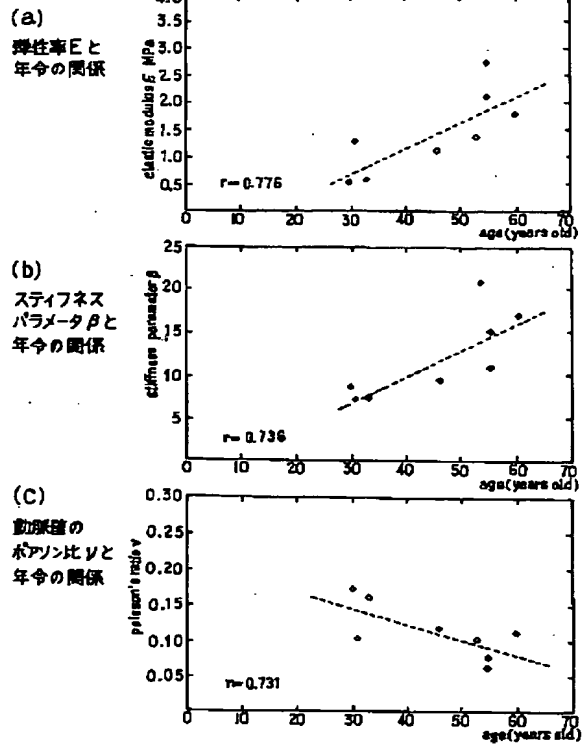 (a)
弾性率Eと
年令の関係
elastic modulus E MPa
4.0
3.5
3.0
2.5
2.0
1.5
1.0
0.5
r=0.776
0 10 20 30 40 50 60 70
age(years old)
(b)
スティフネス
パラメータβと
年令の関係
stiffness parameter β
25
20
15
10
5
r=0.736
0 10 20 30 40 50 60 70
age(years old)
(C)
動脈壁の
ポアソン比νと
年令の関係
poisson's ratio ν
0.30
0.25
0.20
0.15
0.10
0.05
r=0.731
0 10 20 30 40 50 60 70
age(years old)